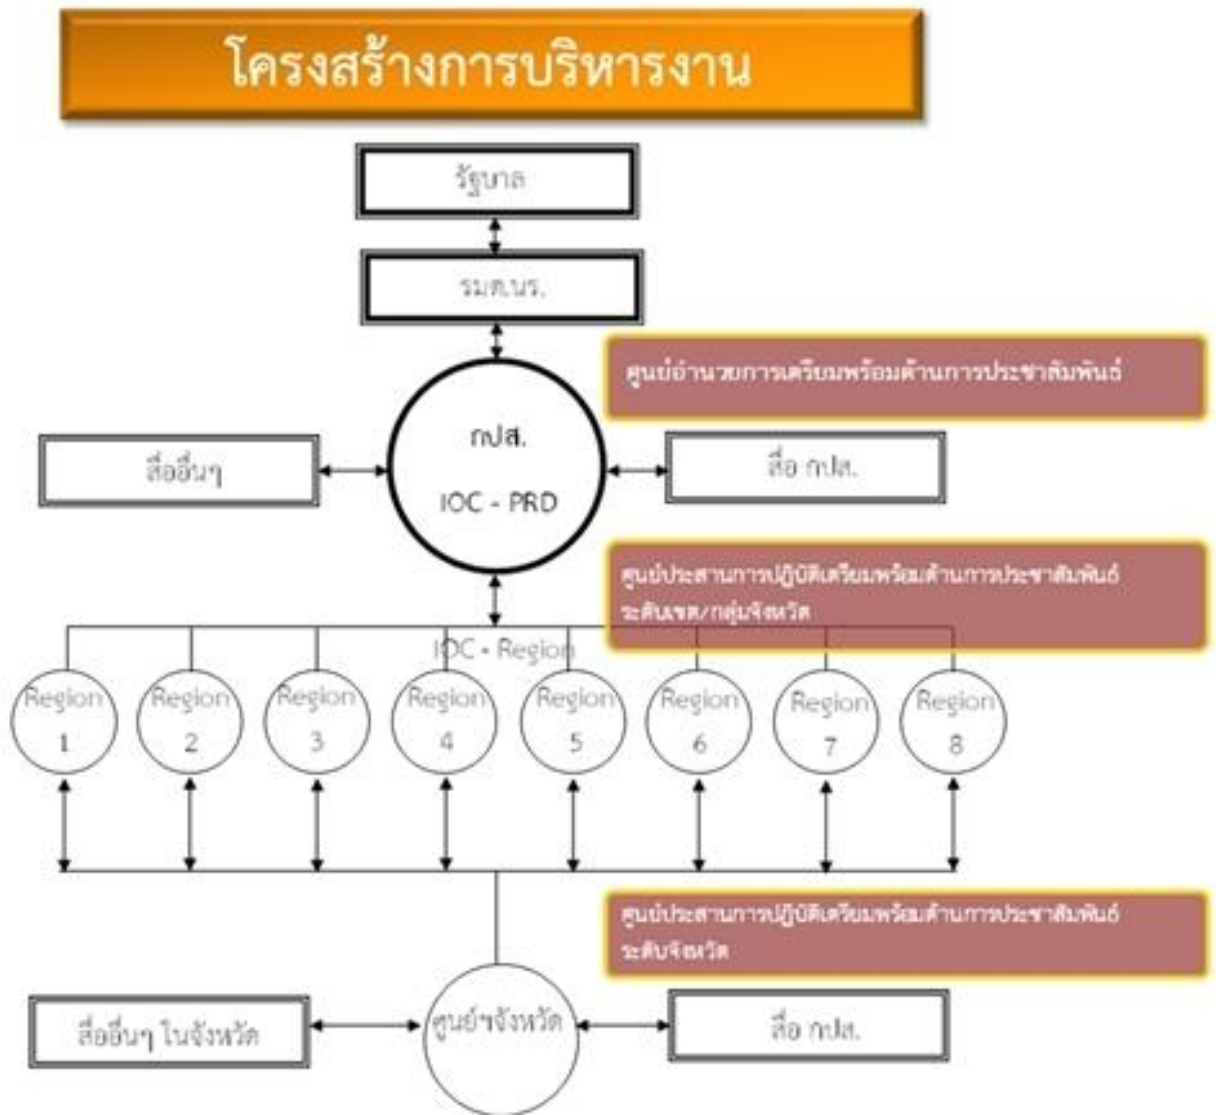 โครงสร้างการบริหารงาน
รัฐบาล
รมต.นร.
ศูนย์อำนวยการเตรียมพร้อมด้านการประชาสัมพันธ์
กปส.
IOC - PRD
สื่ออื่นๆ
สื่อ กปส.
ศูนย์ประสานการปฏิบัติเตรียมพร้อมด้านการประชาสัมพันธ์
ระดับเขต/กลุ่มจังหวัด
IOC - Region
Region
1
Region
2
Region
3
Region
4
Region
5
Region
6
Region
7
Region
8
ศูนย์ประสานการปฏิบัติเตรียมพร้อมด้านการประชาสัมพันธ์
ระดับจังหวัด
สื่ออื่นๆ ในจังหวัด
ศูนย์ฯจังหวัด
สื่อ กปส.